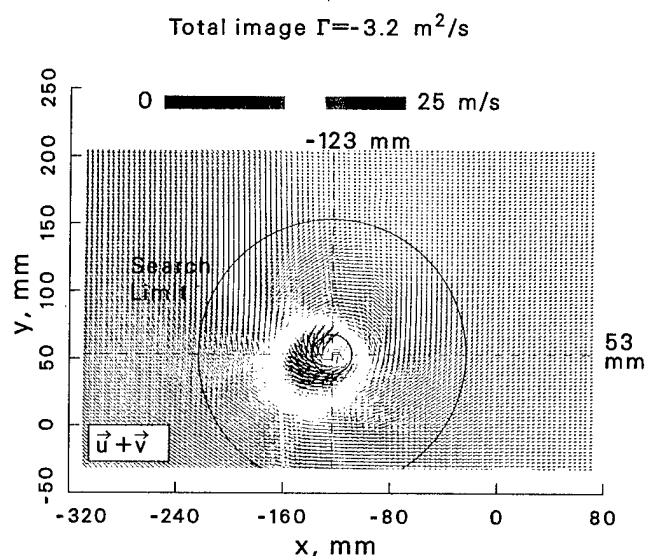 Total image Γ=-3.2 m²/s
0 25 m/s
-123 mm
250
200
150
100
50
0
-50
y, mm
Search
Limit
53
mm
u⃗+v⃗
-320 -240 -160 -80 0 80
x, mm